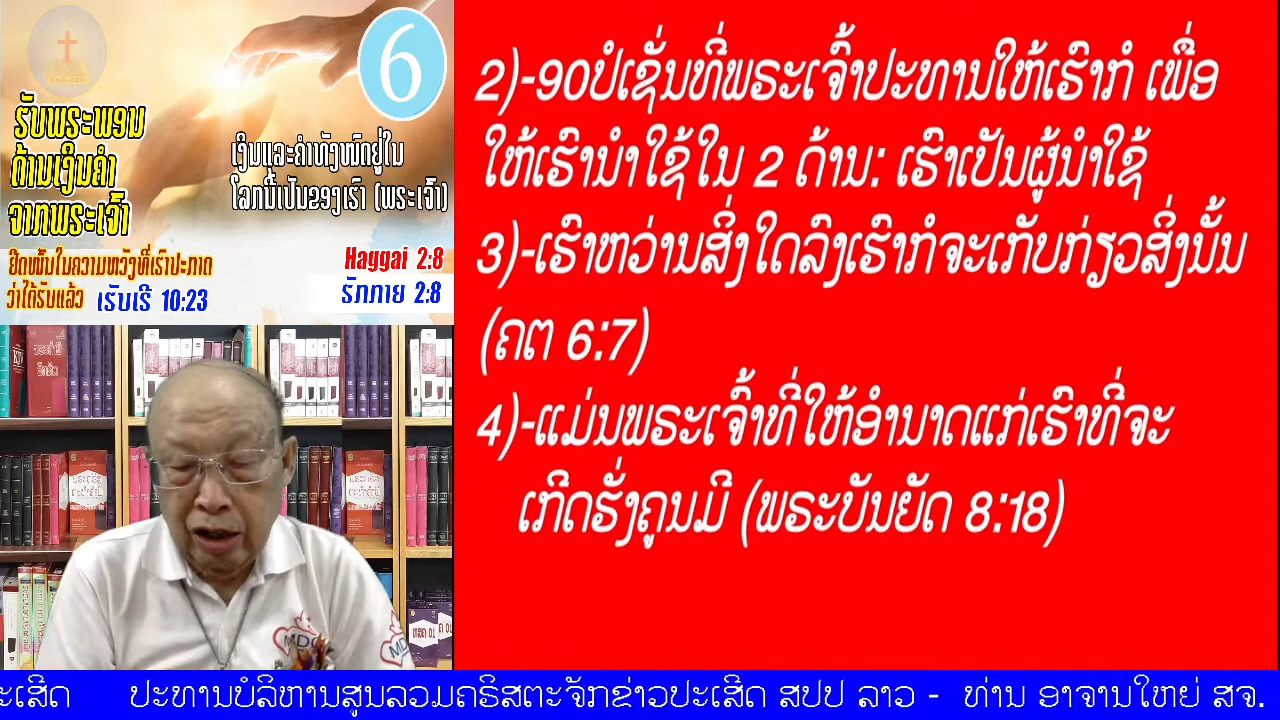 6
ຮັບພຣະພອນ
ດ້ານເງິນຄຳ
ຈາກພຣະເຈົ້າ
ເງິນແລະຄຳທັງໝົດຢູ່ໃນ
ໂລກນີ້ເປັນຂອງເຮົາ (ພຣະເຈົ້າ)
ຢຶດໝັ້ນໃນຄວາມຫວັງທີ່ເຮົາປະກາດ
ວ່າໄດ້ຮັບແລ້ວ ເຮັບເຣີ 10:23
Haggai 2:8
ຮັກກາຍ 2:8
2)-90ປໍເຊັ່ນທີ່ພຣະເຈົ້າປະທານໃຫ້ເຮົາກໍ ເພື່ອ
ໃຫ້ເຮົານຳໃຊ້ໃນ 2 ດ້ານ: ເຮົາເປັນຜູ້ນຳໃຊ້
3)-ເຮົາຫວ່ານສິ່ງໃດລົງເຮົາກໍຈະເກັບກ່ຽວສິ່ງນັ້ນ
(ຄຕ 6:7)
4)-ແມ່ນພຣະເຈົ້າທີ່ໃຫ້ອຳນາດແກ່ເຮົາທີ່ຈະ
ເກີດຮັ່ງຄູນມີ (ພຣະບັນຍັດ 8:18)
KJV
MDC
ະເສີດ ປະທານບໍລິຫານສູນລວມຄຣິສຕະຈັກຂ່າວປະເສີດ ສປປ ລາວ - ທ່ານ ອາຈານໃຫຍ່ ສຈ.